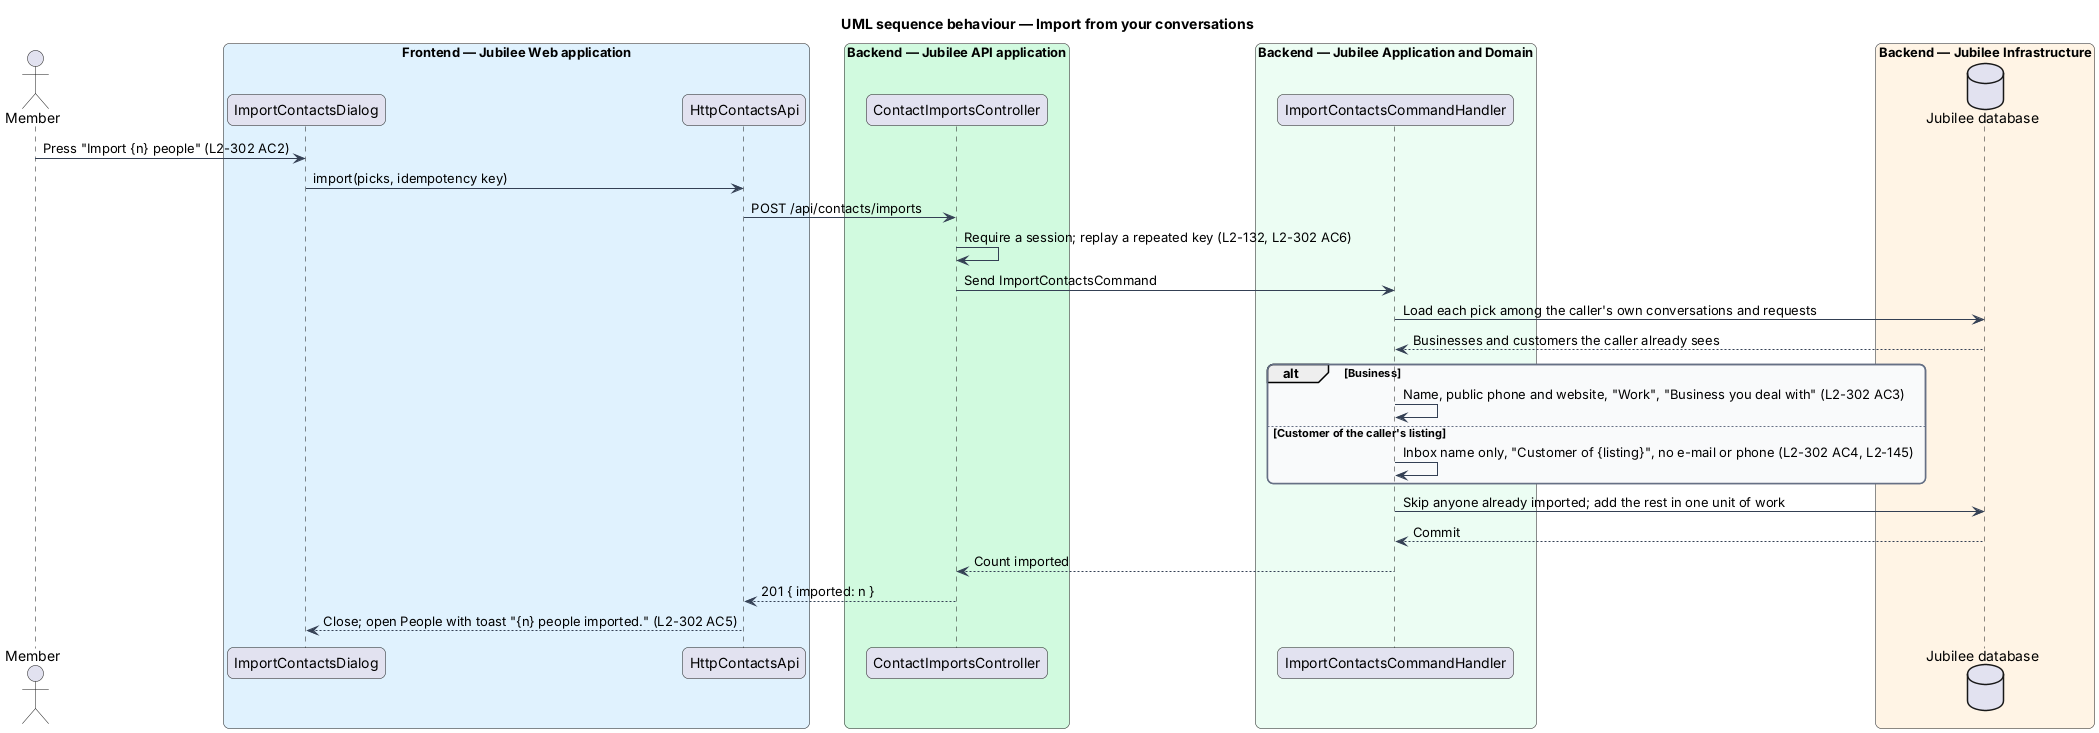 UML sequence behaviour — Import from your conversations
Frontend — Jubilee Web application
Backend — Jubilee API application
Backend — Jubilee Application and Domain
Backend — Jubilee Infrastructure
Member
ImportContactsDialog
HttpContactsApi
ContactImportsController
ImportContactsCommandHandler
Jubilee database
Press "Import {n} people" (L2-302 AC2)
import(picks, idempotency key)
POST /api/contacts/imports
Require a session; replay a repeated key (L2-132, L2-302 AC6)
Send ImportContactsCommand
Load each pick among the caller's own conversations and requests
Businesses and customers the caller already sees
alt
[Business]
Name, public phone and website, "Work", "Business you deal with" (L2-302 AC3)
[Customer of the caller's listing]
Inbox name only, "Customer of {listing}", no e-mail or phone (L2-302 AC4, L2-145)
Skip anyone already imported; add the rest in one unit of work
Commit
Count imported
201 { imported: n }
Close; open People with toast "{n} people imported." (L2-302 AC5)
Member
ImportContactsDialog
HttpContactsApi
ContactImportsController
ImportContactsCommandHandler
Jubilee database